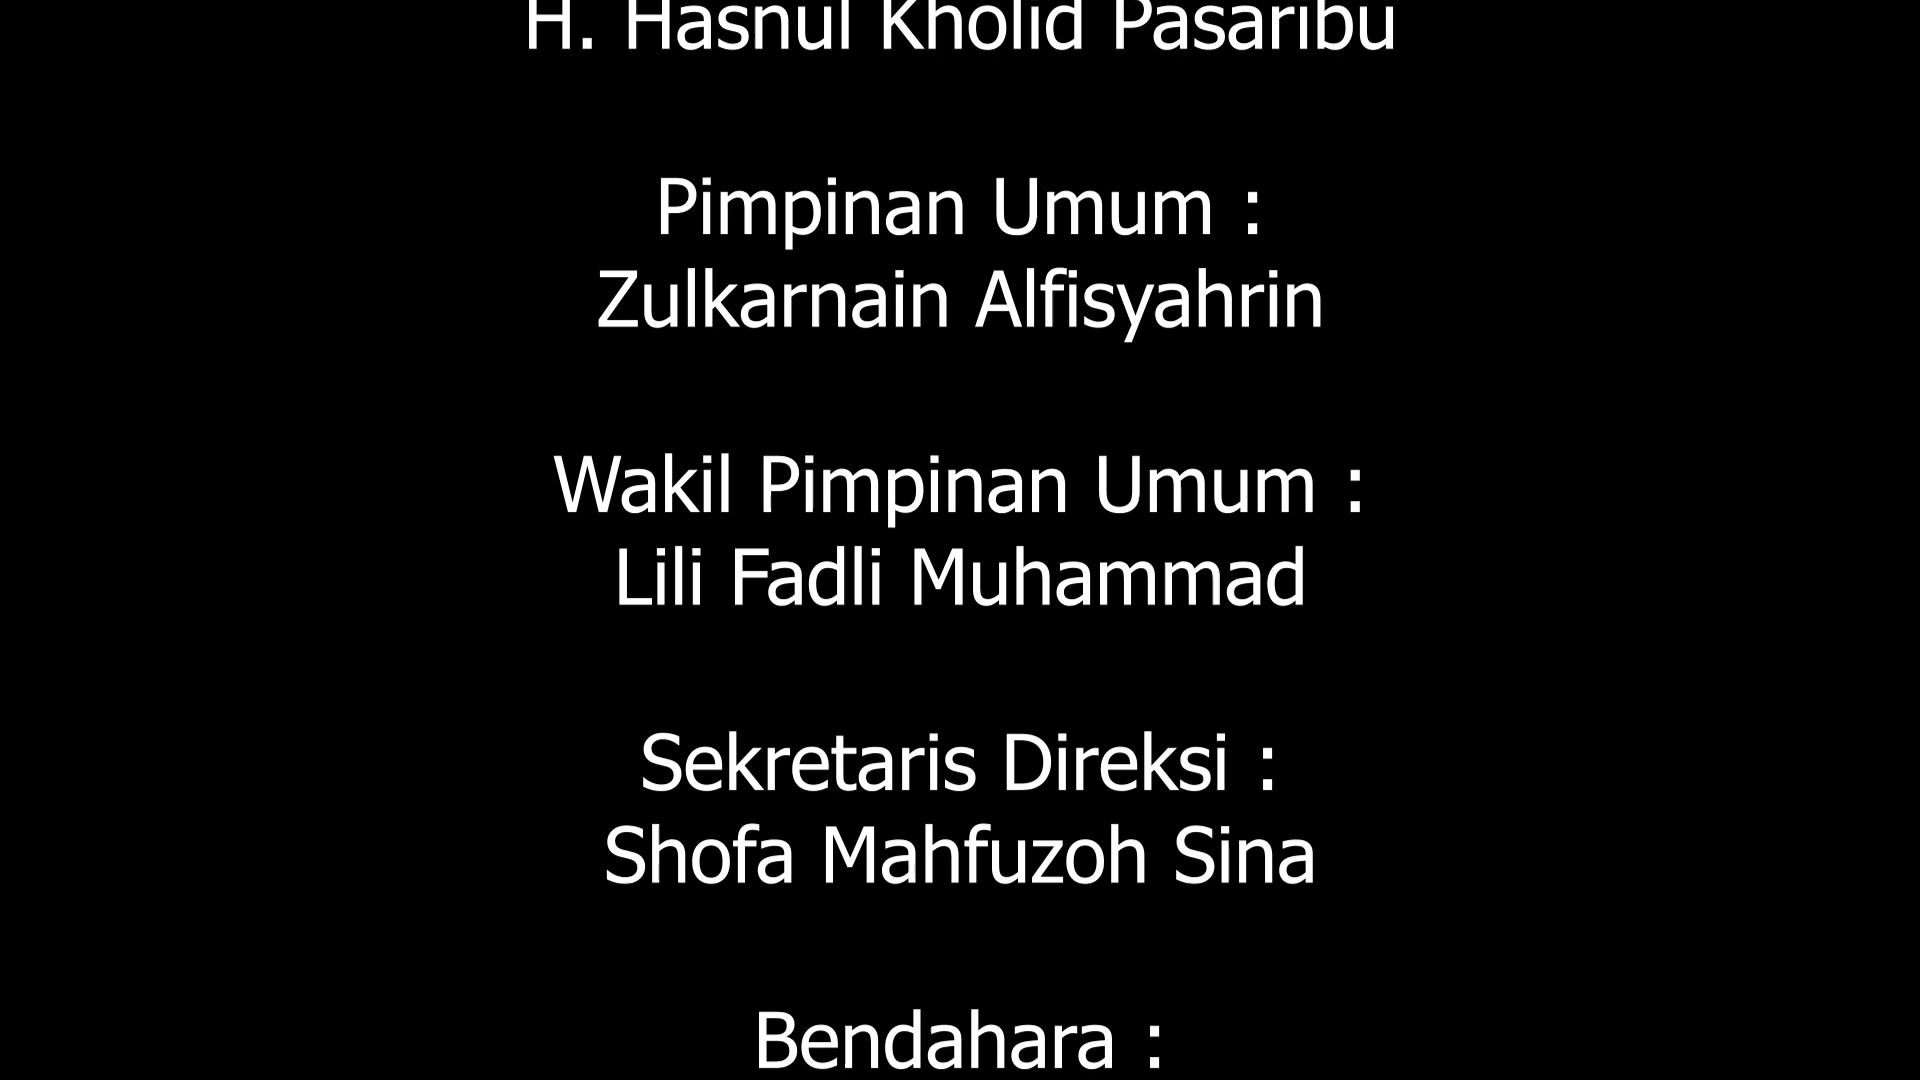 H. Hasnul Kholid Pasaribu
Pimpinan Umum :
Zulkarnain Alfisyahrin
Wakil Pimpinan Umum :
Lili Fadli Muhammad
Sekretaris Direksi :
Shofa Mahfuzoh Sina
Bendahara :